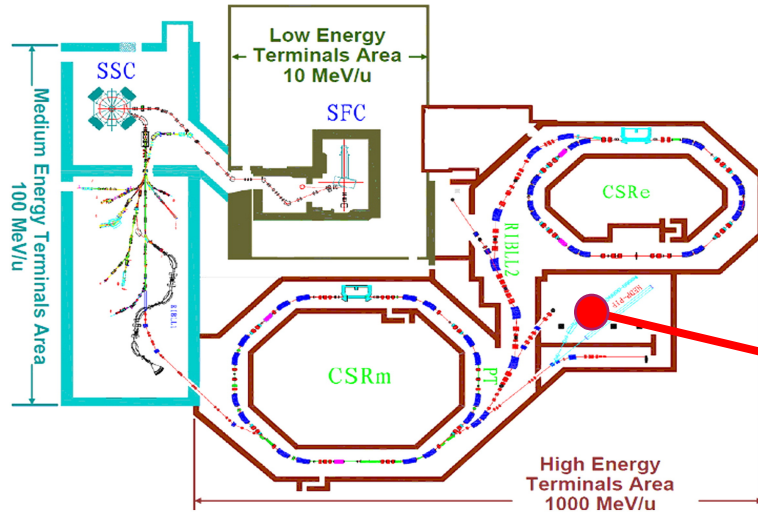 Low Energy
Terminals Area
10 MeV/u
SSC
SFC
Medium Energy Terminals Area
100 MeV/u
CSRe
RIBLL2
RIBLL1
CSRm
PT
High Energy
Terminals Area
1000 MeV/u